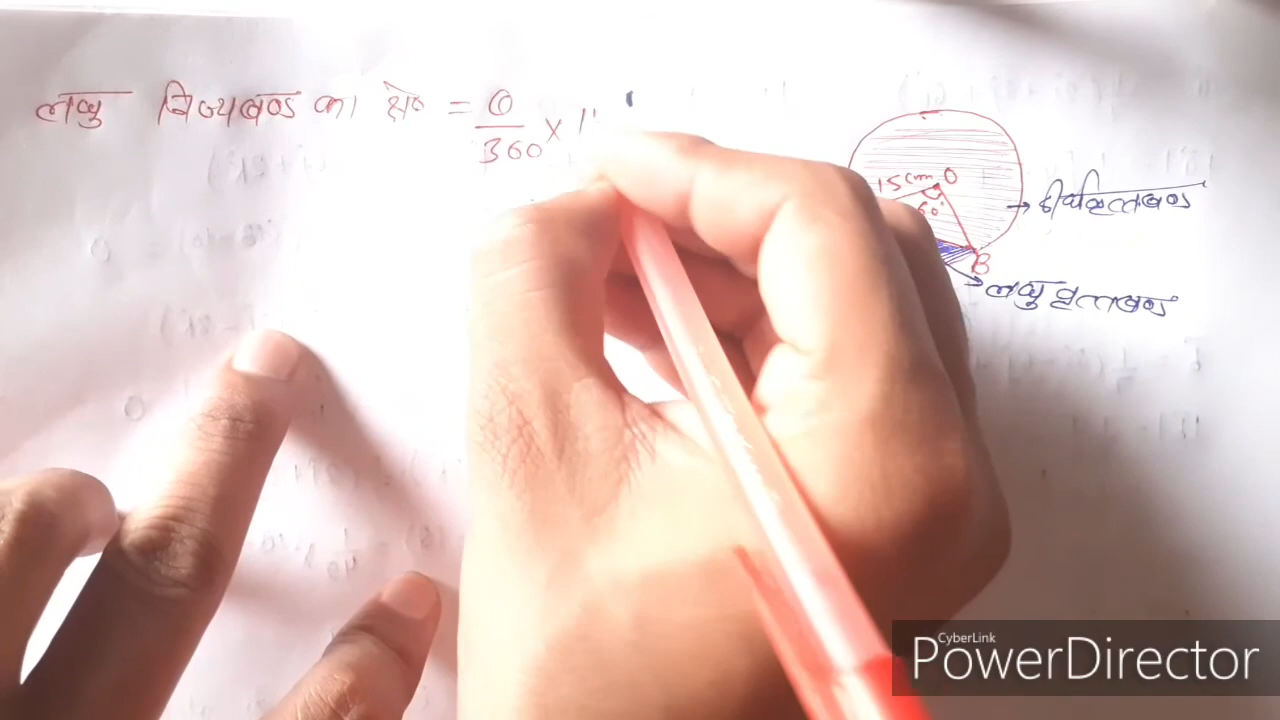 लघु त्रिज्यखण्ड का क्षे० = θ/360 × π
15cm O
60°
→ दीर्घवृत्तखण्ड
B
लघु वृत्तखण्ड
CyberLink
PowerDirector